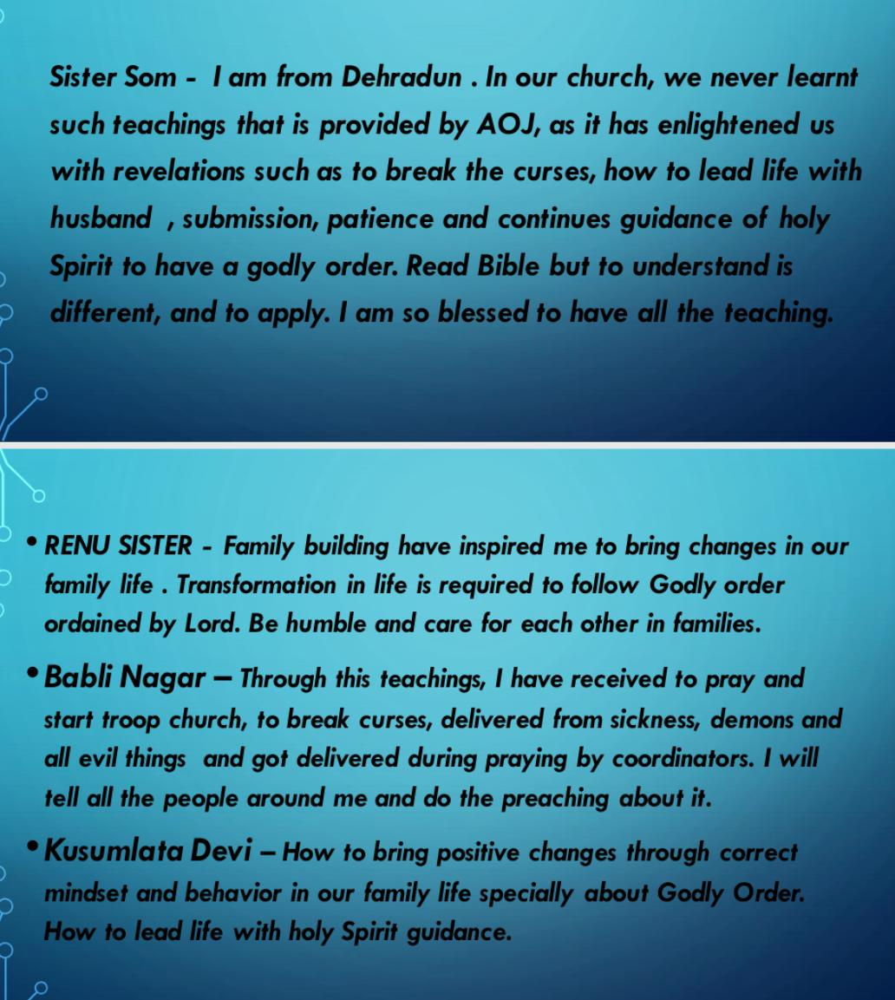 Sister Som - I am from Dehradun . In our church, we never learnt
such teachings that is provided by AOJ, as it has enlightened us
with revelations such as to break the curses, how to lead life with
husband , submission, patience and continues guidance of holy
Spirit to have a godly order. Read Bible but to understand is
different, and to apply. I am so blessed to have all the teaching.
• RENU SISTER - Family building have inspired me to bring changes in our
family life . Transformation in life is required to follow Godly order
ordained by Lord. Be humble and care for each other in families.
• Babli Nagar – Through this teachings, I have received to pray and
start troop church, to break curses, delivered from sickness, demons and
all evil things and got delivered during praying by coordinators. I will
tell all the people around me and do the preaching about it.
• Kusumlata Devi – How to bring positive changes through correct
mindset and behavior in our family life specially about Godly Order.
How to lead life with holy Spirit guidance.